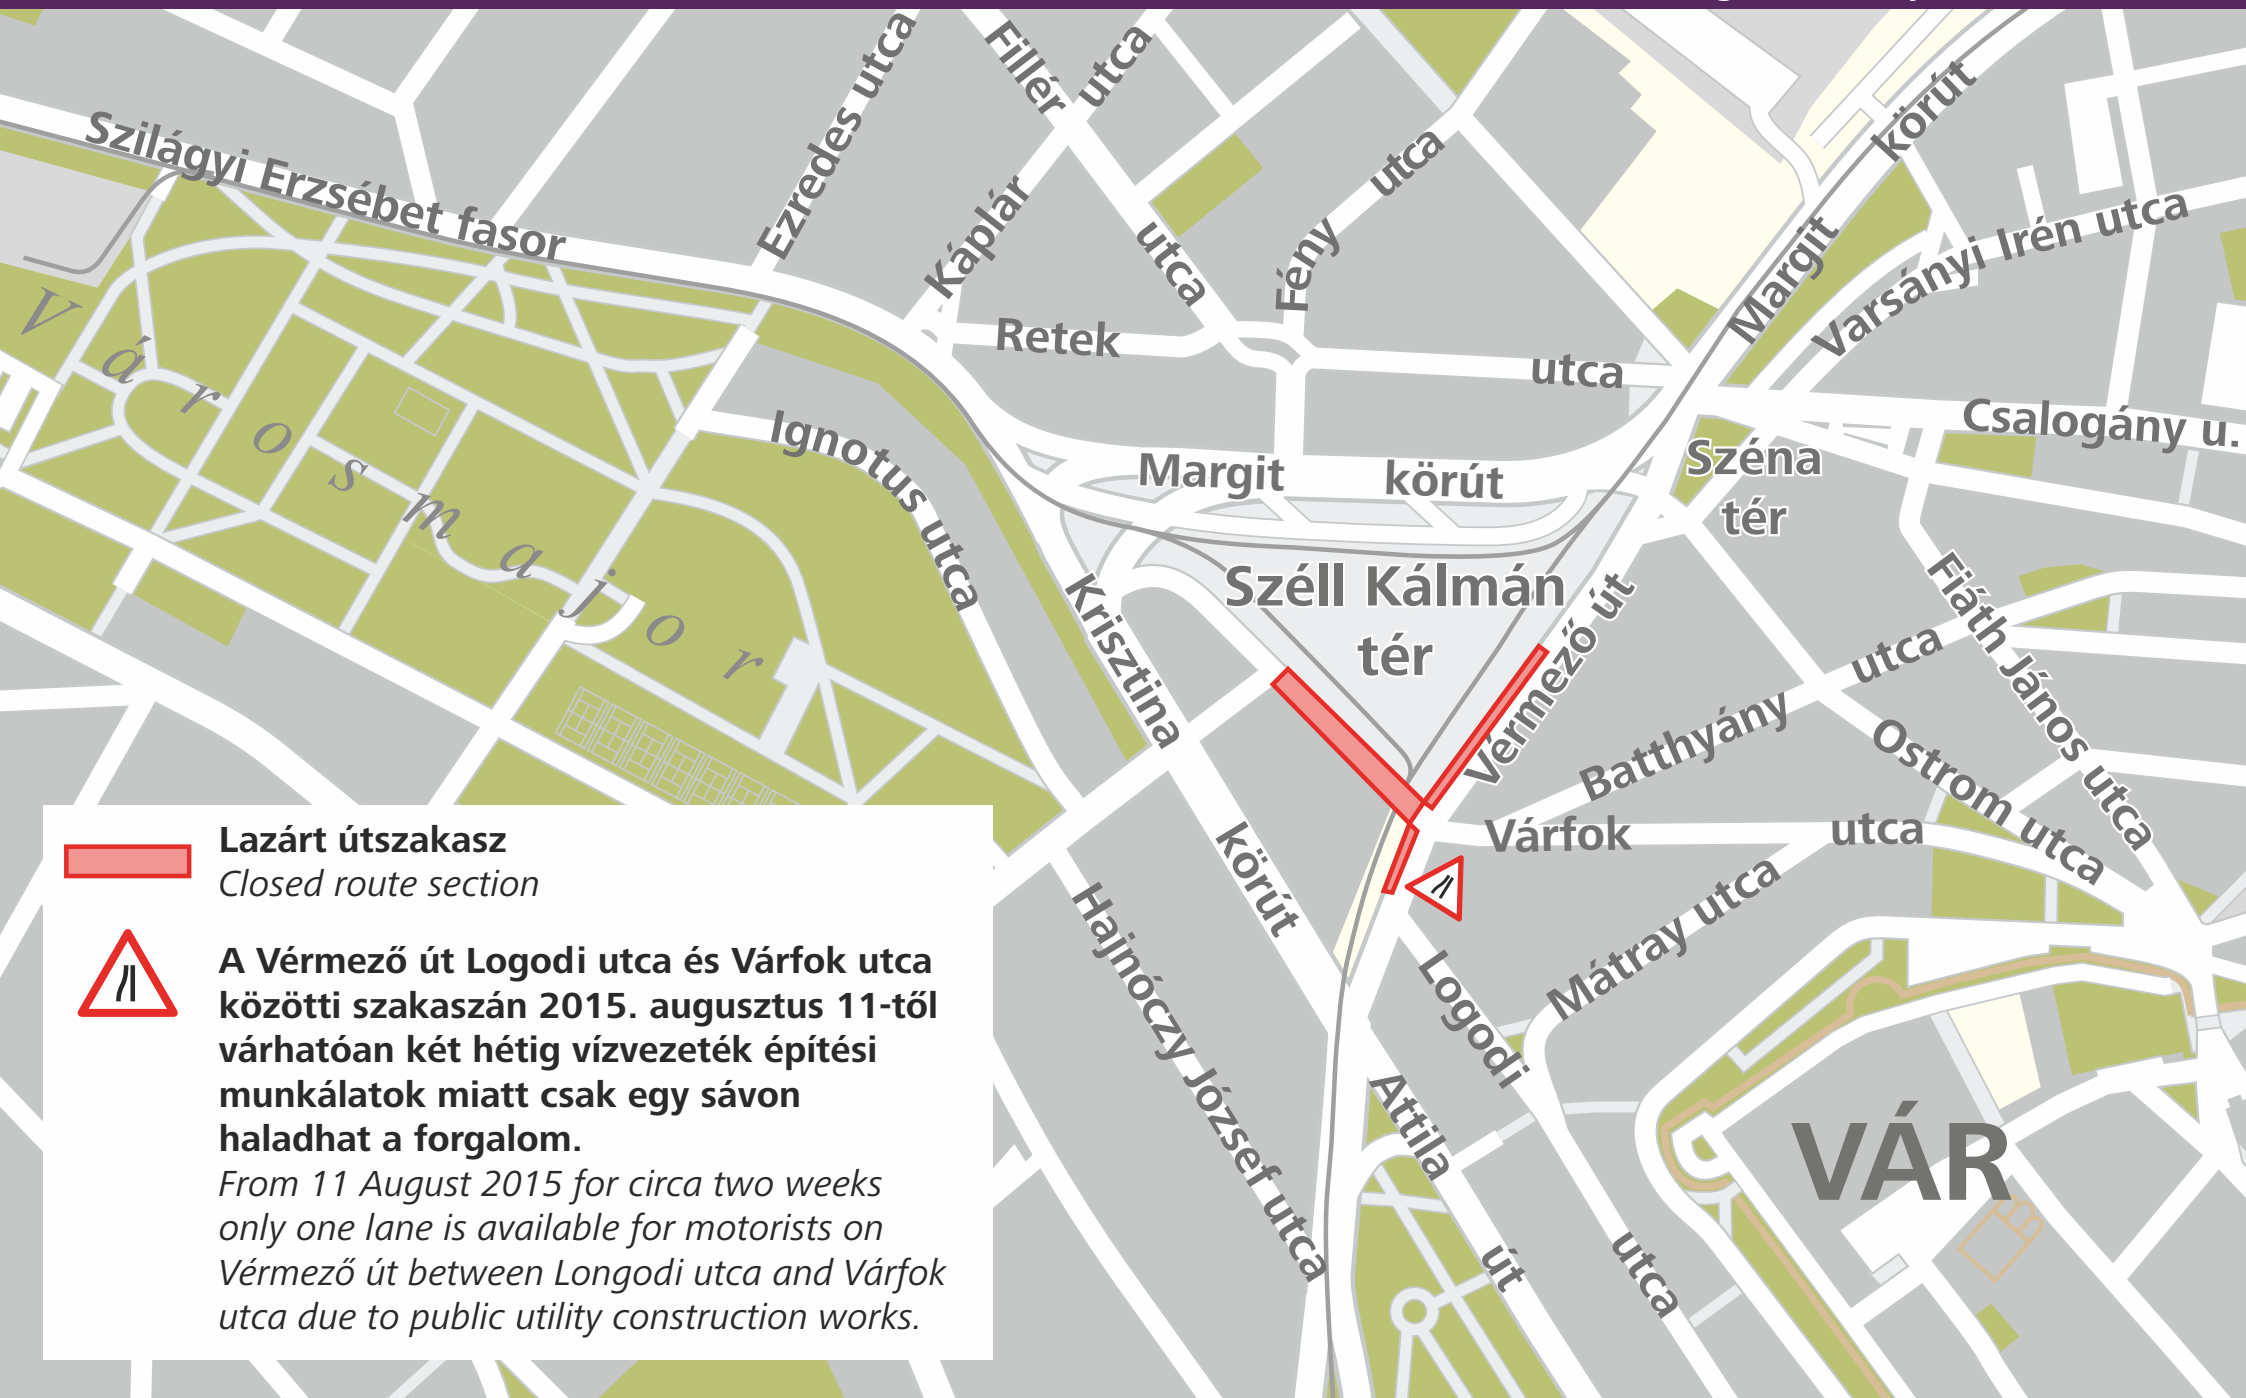 Szilágyi Erzsébet fasor
Ezredes utca
Fillér
utca
Káplár
utca
Fény
utca
Retek
utca
Margit
körút
Varsányi Irén utca
Csalogány u.
Városmajor
Ignotus utca
Margit
körút
Széna
tér
Széll Kálmán
tér
Krisztina
körút
Vérmező út
Fiáth János utca
Batthyány
utca
Ostrom utca
Várfok
utca
Mátray utca
Hajnóczy József utca
Logodi
utca
Attila
út
VÁR
Lazárt útszakasz
Closed route section
A Vérmező út Logodi utca és Várfok utca
közötti szakaszán 2015. augusztus 11-től
várhatóan két hétig vízvezeték építési
munkálatok miatt csak egy sávon
haladhat a forgalom.
From 11 August 2015 for circa two weeks
only one lane is available for motorists on
Vérmező út between Longodi utca and Várfok
utca due to public utility construction works.